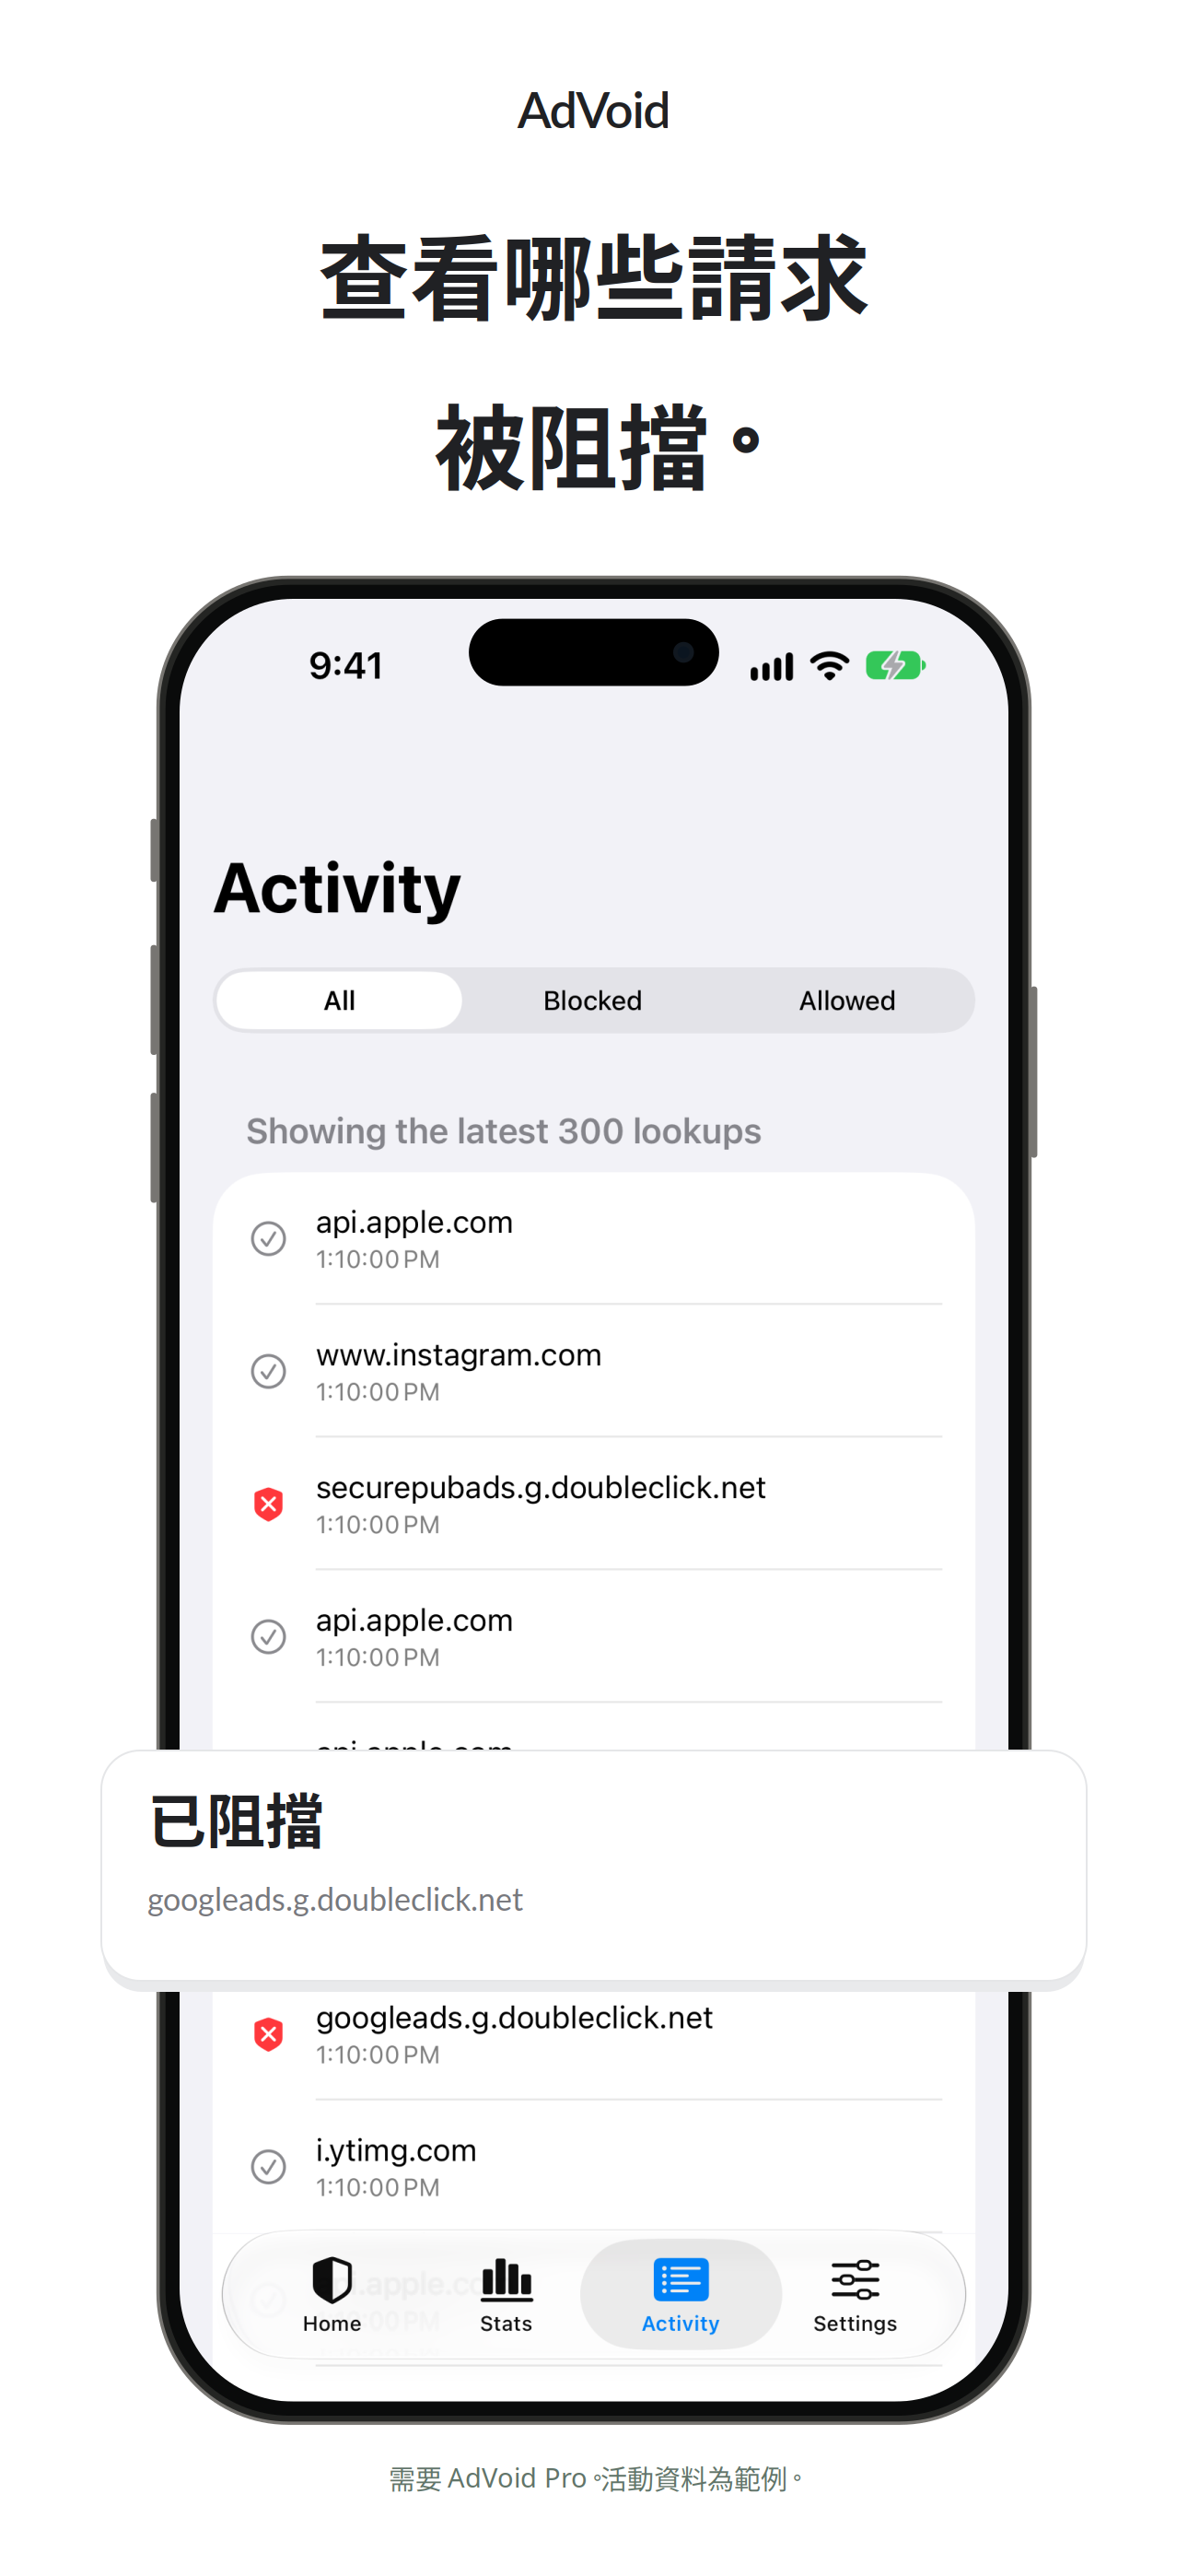 AdVoid
查看哪些請求
被阻擋。
9:41
Activity
All Blocked Allowed
Showing the latest 300 lookups
api.apple.com
1:10:00 PM
www.instagram.com
1:10:00 PM
securepubads.g.doubleclick.net
1:10:00 PM
api.apple.com
1:10:00 PM
api.apple.com
已阻擋
googleads.g.doubleclick.net
googleads.g.doubleclick.net
1:10:00 PM
i.ytimg.com
1:10:00 PM
Home Stats Activity Settings
需要 AdVoid Pro。活動資料為範例。